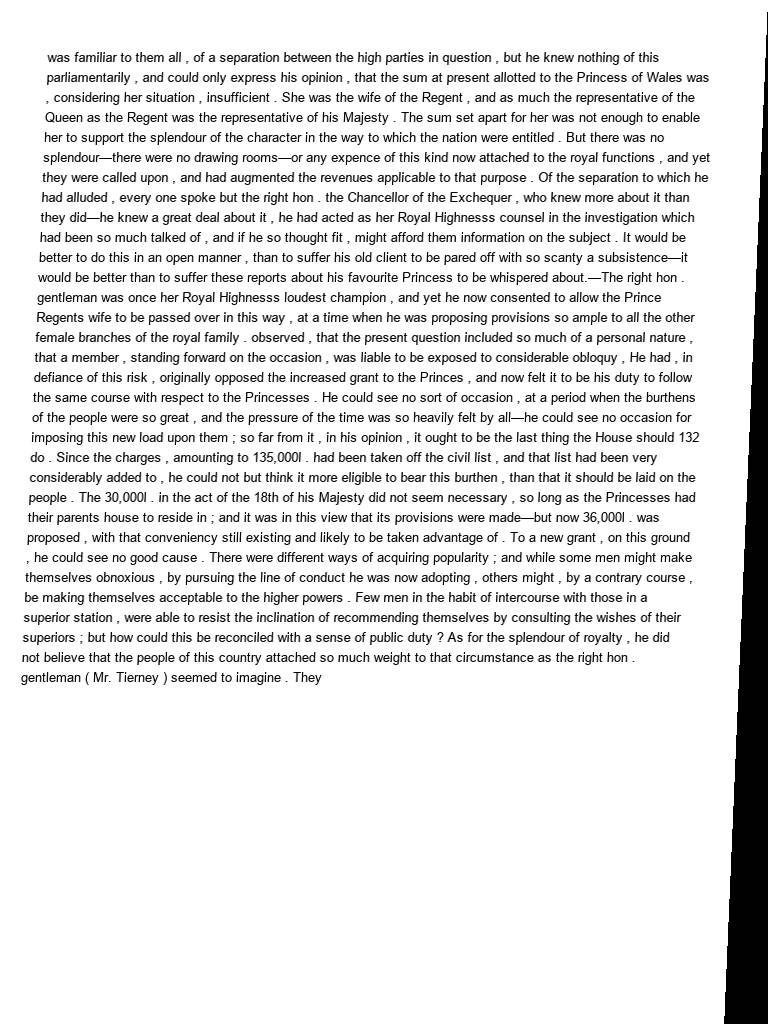 was familiar to them all , of a separation between the high parties in question , but he knew nothing of this
parliamentarily , and could only express his opinion , that the sum at present allotted to the Princess of Wales was
, considering her situation , insufficient . She was the wife of the Regent , and as much the representative of the
Queen as the Regent was the representative of his Majesty . The sum set apart for her was not enough to enable
her to support the splendour of the character in the way to which the nation were entitled . But there was no
splendour—there were no drawing rooms—or any expence of this kind now attached to the royal functions , and yet
they were called upon , and had augmented the revenues applicable to that purpose . Of the separation to which he
had alluded , every one spoke but the right hon . the Chancellor of the Exchequer , who knew more about it than
they did—he knew a great deal about it , he had acted as her Royal Highnesss counsel in the investigation which
had been so much talked of , and if he so thought fit , might afford them information on the subject . It would be
better to do this in an open manner , than to suffer his old client to be pared off with so scanty a subsistence—it
would be better than to suffer these reports about his favourite Princess to be whispered about.—The right hon .
gentleman was once her Royal Highnesss loudest champion , and yet he now consented to allow the Prince
Regents wife to be passed over in this way , at a time when he was proposing provisions so ample to all the other
female branches of the royal family . observed , that the present question included so much of a personal nature ,
that a member , standing forward on the occasion , was liable to be exposed to considerable obloquy , He had , in
defiance of this risk , originally opposed the increased grant to the Princes , and now felt it to be his duty to follow
the same course with respect to the Princesses . He could see no sort of occasion , at a period when the burthens
of the people were so great , and the pressure of the time was so heavily felt by all—he could see no occasion for
imposing this new load upon them ; so far from it , in his opinion , it ought to be the last thing the House should 132
do . Since the charges , amounting to 135,000l . had been taken off the civil list , and that list had been very
considerably added to , he could not but think it more eligible to bear this burthen , than that it should be laid on the
people . The 30,000l . in the act of the 18th of his Majesty did not seem necessary , so long as the Princesses had
their parents house to reside in ; and it was in this view that its provisions were made—but now 36,000l . was
proposed , with that conveniency still existing and likely to be taken advantage of . To a new grant , on this ground
, he could see no good cause . There were different ways of acquiring popularity ; and while some men might make
themselves obnoxious , by pursuing the line of conduct he was now adopting , others might , by a contrary course ,
be making themselves acceptable to the higher powers . Few men in the habit of intercourse with those in a
superior station , were able to resist the inclination of recommending themselves by consulting the wishes of their
superiors ; but how could this be reconciled with a sense of public duty ? As for the splendour of royalty , he did
not believe that the people of this country attached so much weight to that circumstance as the right hon .
gentleman ( Mr. Tierney ) seemed to imagine . They